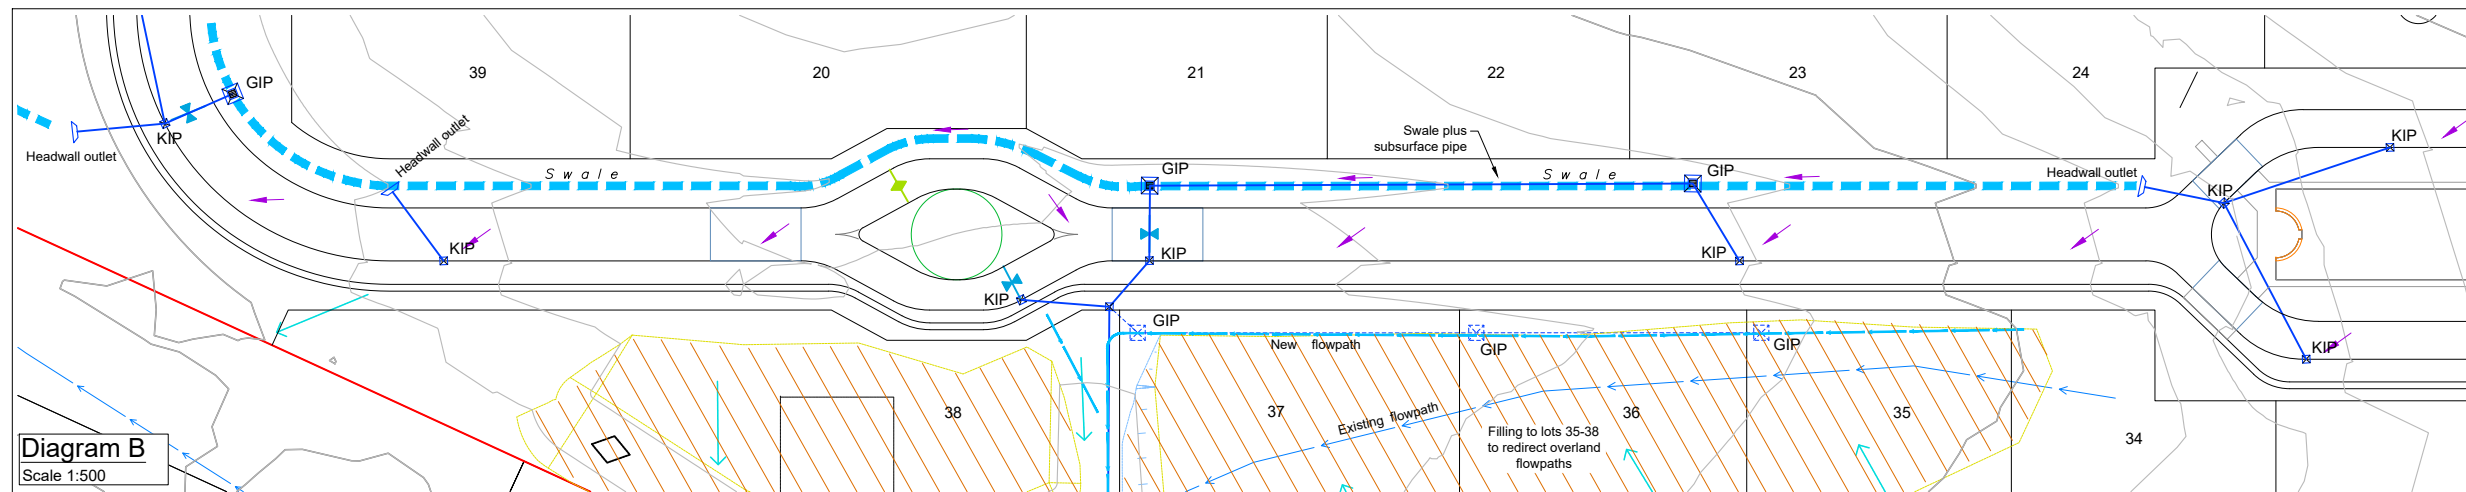 39
20
21
22
23
24
GIP
KIP
Headwall outlet
Headwall outlet
Swale
KIP
GIP
Swale plus
subsurface pipe
Swale
GIP
Headwall outlet
KIP
KIP
KIP
KIP
KIP
KIP
GIP
New flowpath
GIP
GIP
38
37
Existing flowpath
36
35
34
Filling to lots 35-38
to redirect overland
flowpaths
Diagram B
Scale 1:500